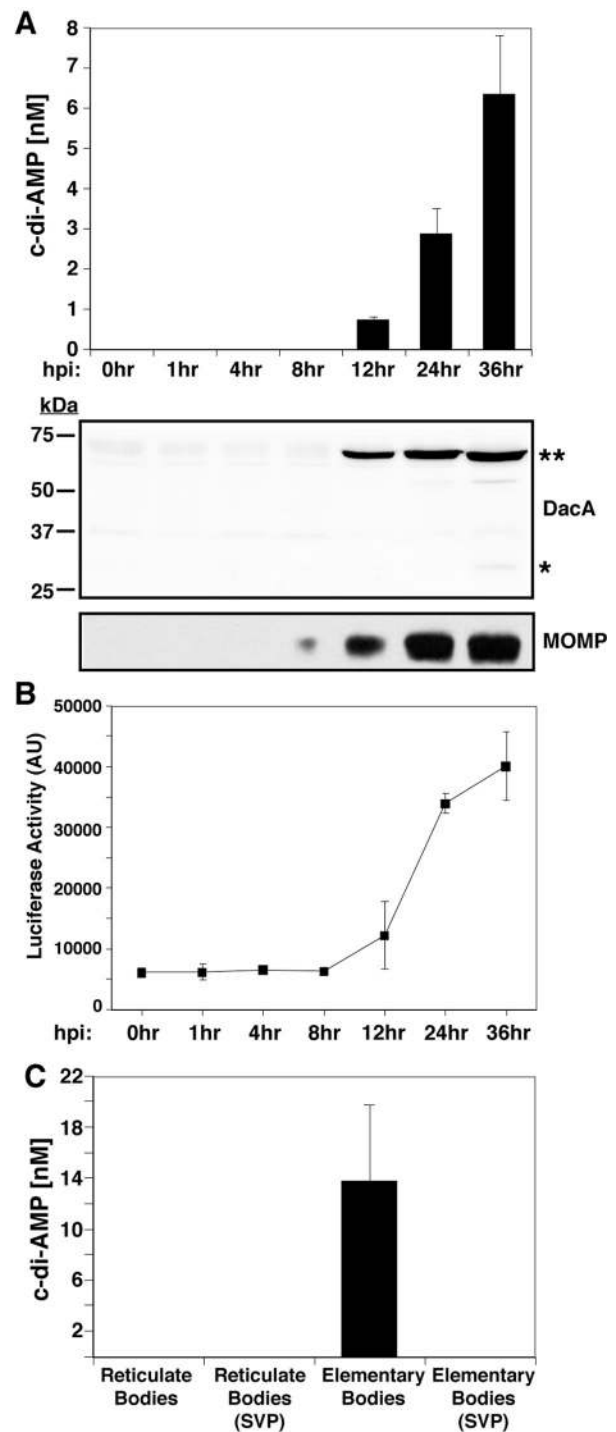 A
8
7
6
5
4
3
2
1
0
c-di-AMP [nM]
hpi: 0hr 1hr 4hr 8hr 12hr 24hr 36hr
kDa
75
**
50
DacA
37
*
25
MOMP
B
50000
40000
30000
20000
10000
0
Luciferase Activity (AU)
hpi: 0hr 1hr 4hr 8hr 12hr 24hr 36hr
C
22
18
14
10
6
2
c-di-AMP [nM]
Reticulate Reticulate Elementary Elementary
Bodies Bodies Bodies Bodies
(SVP) (SVP)